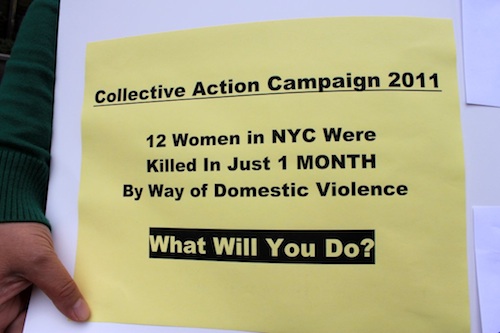 Collective Action Campaign 2011
12 Women in NYC Were
Killed In Just 1 MONTH
By Way of Domestic Violence
What Will You Do?